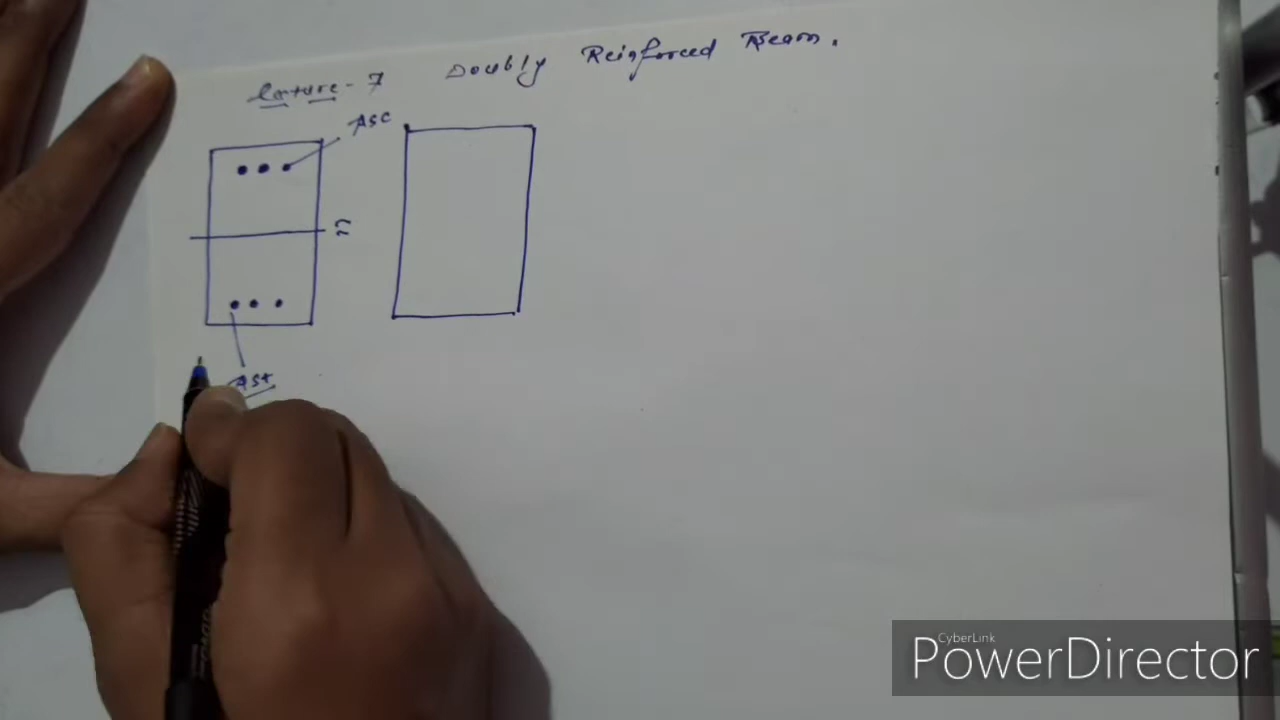 Lecture - 7 Doubly Reinforced Beam.
Asc
Ast
CyberLink
PowerDirector